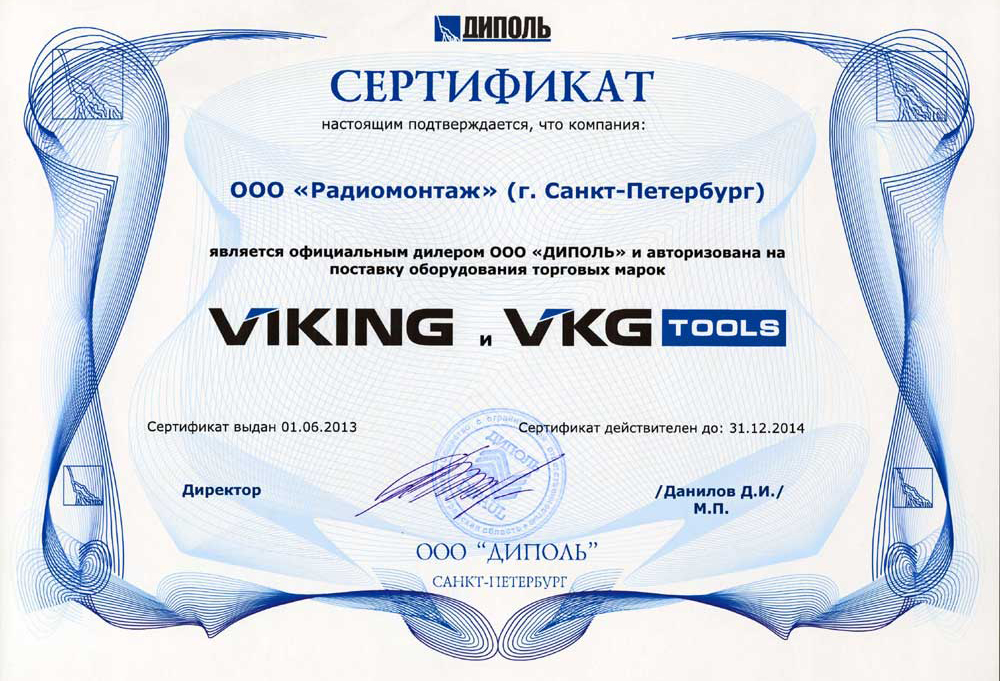 ДИПОЛЬ
СЕРТИФИКАТ
настоящим подтверждается, что компания:
ООО «Радиомонтаж» (г. Санкт-Петербург)
является официальным дилером ООО «ДИПОЛЬ» и авторизована на
поставку оборудования торговых марок
VIKING и VKG TOOLS
Сертификат выдан 01.06.2013
Сертификат действителен до: 31.12.2014
ДИПОЛЬ
Директор
/Данилов Д.И./
М.П.
ООО “ДИПОЛЬ”
САНКТ-ПЕТЕРБУРГ